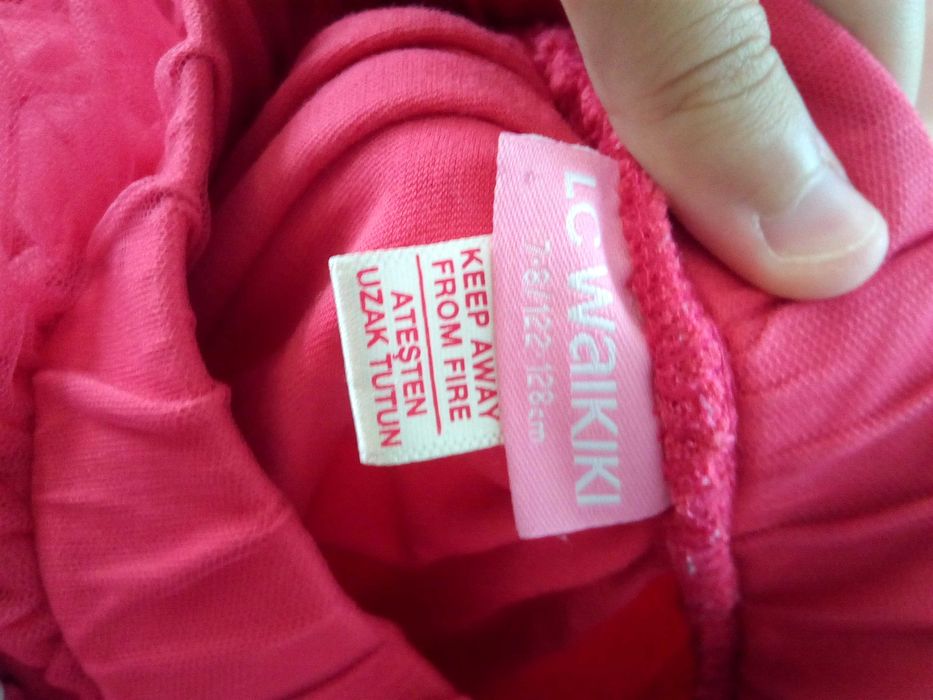 LC WAIKIKI
7-8/122-128cm
KEEP AWAY
FROM FIRE
ATEŞTEN
UZAK TUTUN